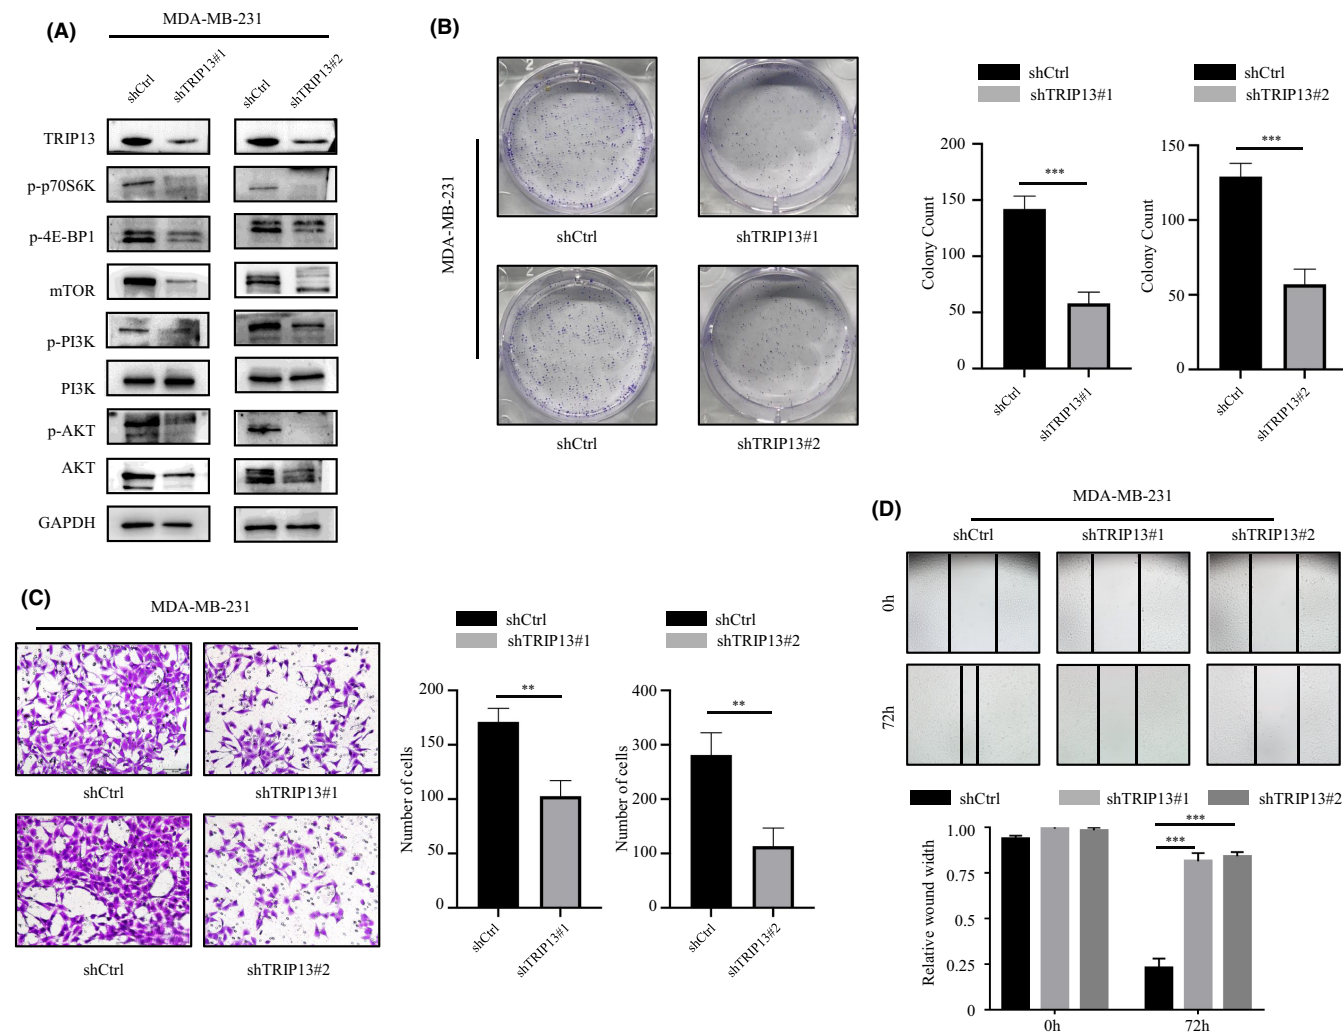 (A)
MDA-MB-231
shCtrl
shTRIP13#1
shCtrl
shTRIP13#2
TRIP13
p-p70S6K
p-4E-BP1
mTOR
p-PI3K
PI3K
p-AKT
AKT
GAPDH
(B)
MDA-MB-231
2
shCtrl
shTRIP13#1
2
shCtrl
shTRIP13#2
shCtrl
shTRIP13#1
200
150
100
50
0
Colony Count
***
shCtrl
shTRIP13#1
shCtrl
shTRIP13#2
150
100
50
0
Colony Count
***
shCtrl
shTRIP13#2
(C)
MDA-MB-231
shCtrl
shTRIP13#1
shCtrl
shTRIP13#2
shCtrl
shTRIP13#1
200
150
100
50
0
Number of cells
**
shCtrl
shTRIP13#1
shCtrl
shTRIP13#2
400
300
200
100
0
Number of cells
**
shCtrl
shTRIP13#2
(D)
MDA-MB-231
shCtrl
shTRIP13#1
shTRIP13#2
0h
72h
shCtrl
shTRIP13#1
shTRIP13#2
1.00
0.75
0.5
0.25
0
Relative wound width
***
***
0h
72h